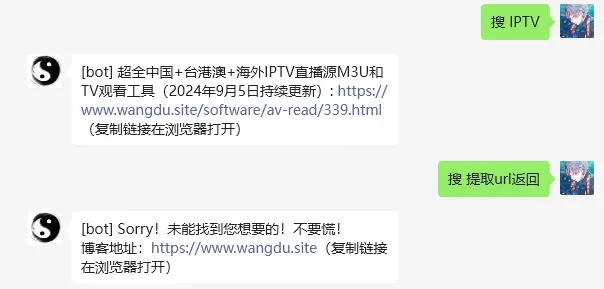 搜 IPTV
[bot] 超全中国+台港澳+海外IPTV直播源M3U和
TV观看工具（2024年9月5日持续更新）: https://
www.wangdu.site/software/av-read/339.html
（复制链接在浏览器打开）
搜 提取url返回
[bot] Sorry！未能找到您想要的！不要慌！
博客地址：https://www.wangdu.site（复制链接
在浏览器打开）